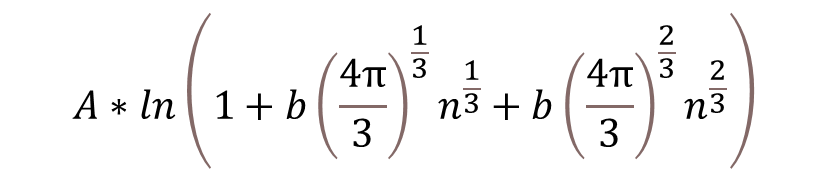 A * ln(1 + b(4π/3)^(1/3) n^(1/3) + b(4π/3)^(2/3) n^(2/3))